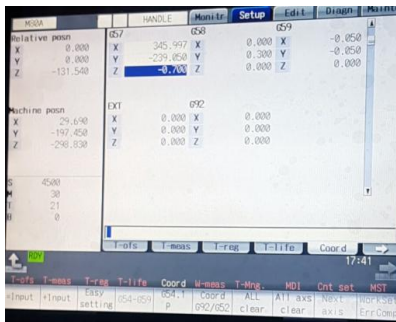 M80A HANDLE Monitr Setup Edit Diagn Maint
Relative posn G57 G58 G59
X 0.000 X 345.997 X 0.000 X -0.050
Y 0.000 Y -239.050 Y 0.300 Y -0.050
Z -131.540 Z -0.700 Z 0.000 Z 0.000
Machine posn EXT G92
X 29.690 X 0.000 X 0.000
Y -197.450 Y 0.000 Y 0.000
Z -298.830 Z 0.000 Z 0.000
S 4500
M 30
T 21
0
T-ofs T-meas T-reg T-life Coord
RDY 17:41
T-ofs T-meas T-reg T-life Coord W-meas T-Mng. MDI Cnt set MST
=Input +Input Easy setting G54-G59 G54.1 P Coord G92/G52 ALL clear All axs clear Next axis WorkSe ErrComp